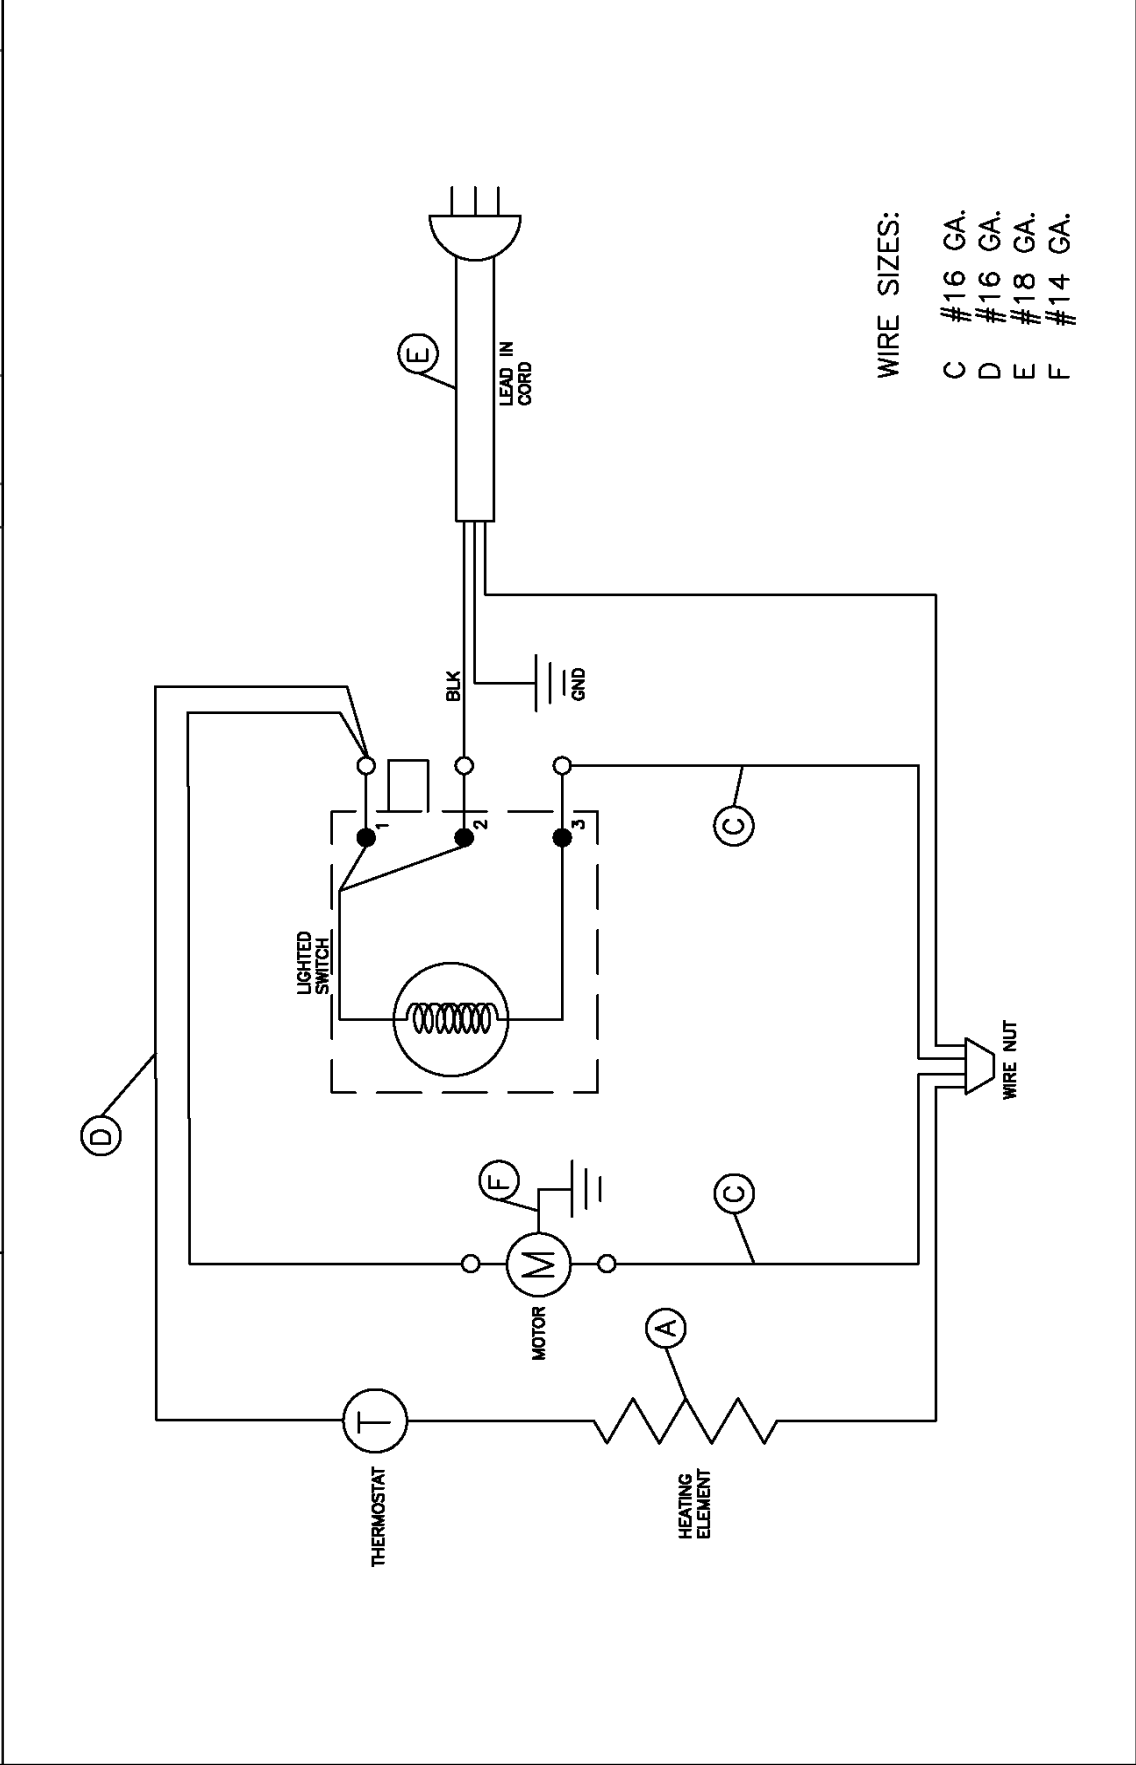 THERMOSTAT
T
HEATING
ELEMENT
A
MOTOR
M
F
C
D
LIGHTED
SWITCH
1
2
3
WIRE NUT
C
BLK
GND
E
LEAD IN
CORD
WIRE SIZES:
C #16 GA.
D #16 GA.
E #18 GA.
F #14 GA.